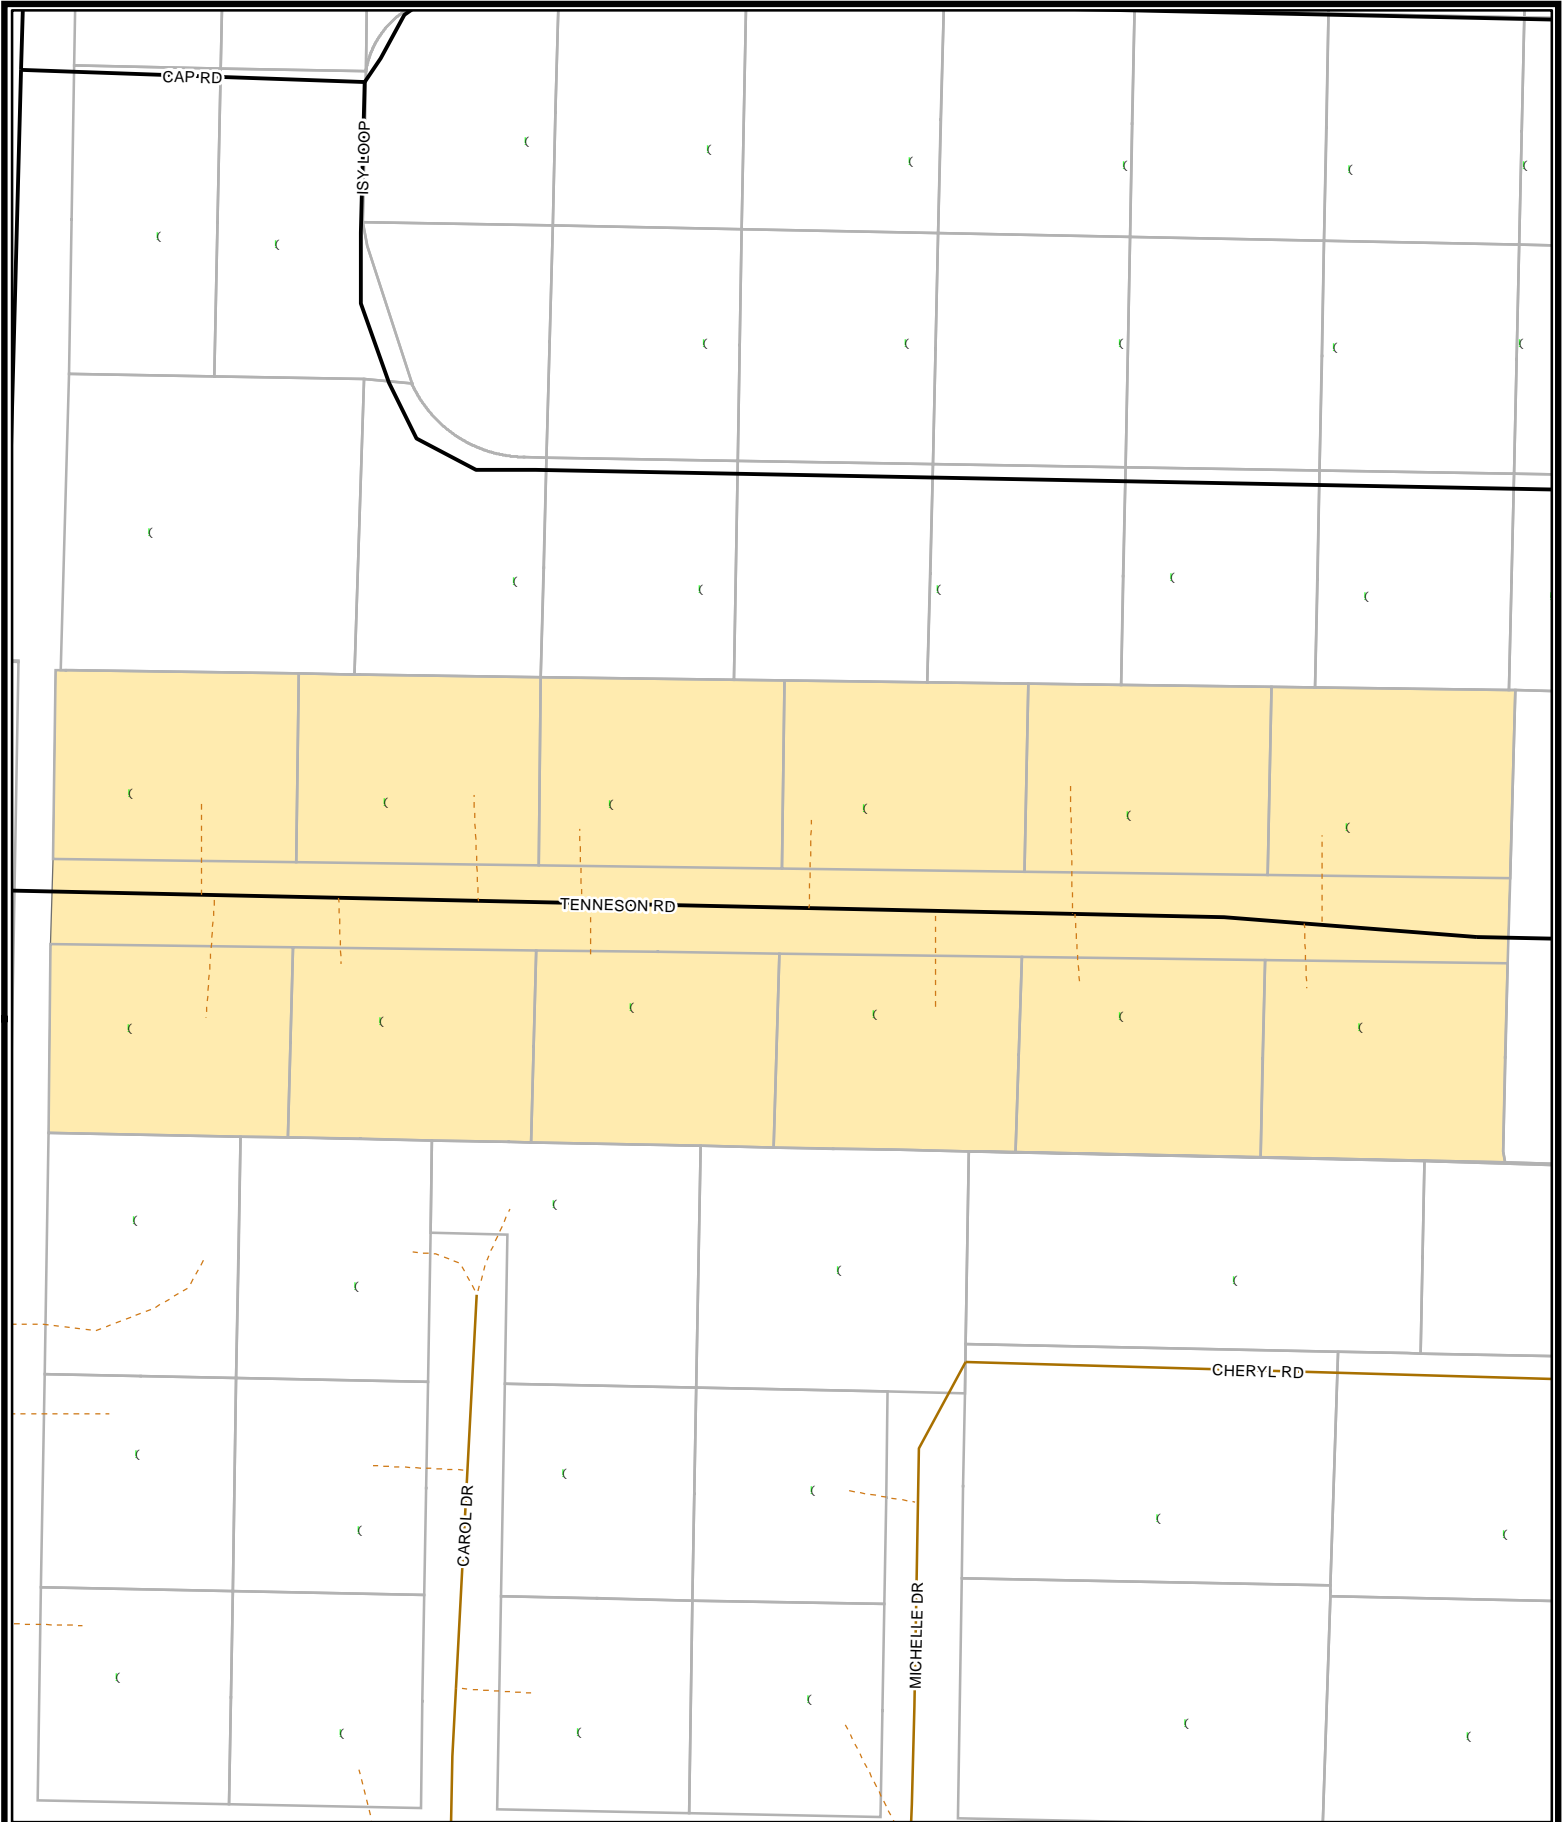 CAP RD
ISY LOOP
TENNESON RD
CHERYL RD
CAROL DR
MICHELLE DR